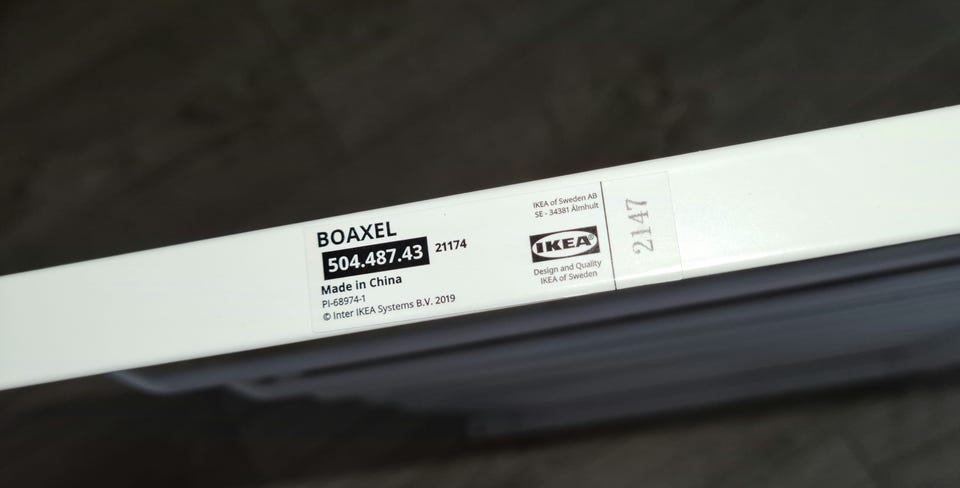 BOAXEL
504.487.43 21174
Made in China
PI-68974-1
© Inter IKEA Systems B.V. 2019
IKEA of Sweden AB
SE - 34381 Älmhult
IKEA®
Design and Quality
IKEA of Sweden
2147